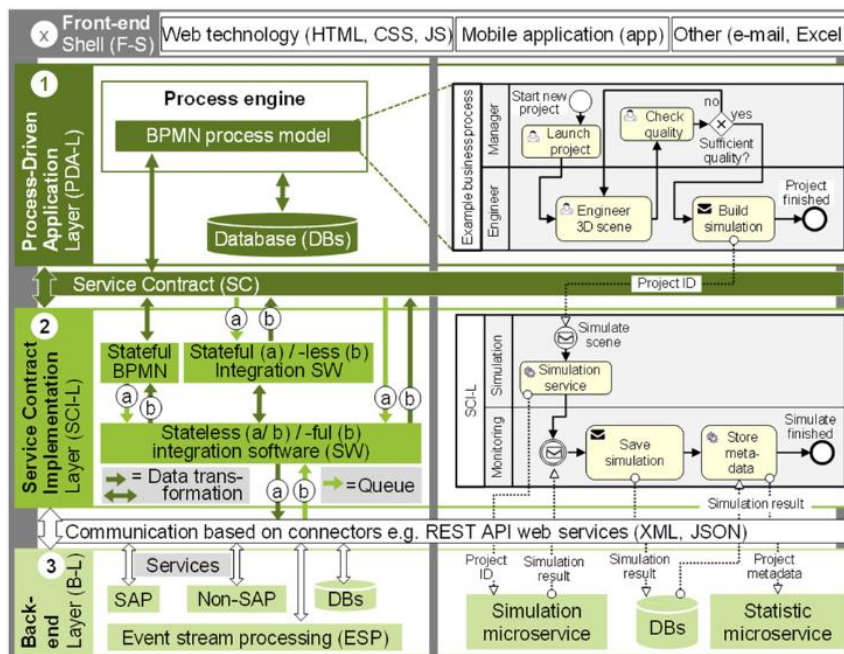 x
Front-end
Shell (F-S)
Web technology (HTML, CSS, JS)
Mobile application (app)
Other (e-mail, Excel
1
Process-Driven
Application
Layer (PDA-L)
Process engine
BPMN process model
Database (DBs)
Example business process
Manager
Engineer
Start new
project
Launch
project
Check
quality
no
yes
Sufficient
quality?
Engineer
3D scene
Build
simulation
Project
finished
Service Contract (SC)
Project ID
2
Service Contract
Implementation
Layer (SCI-L)
a
b
Stateful
BPMN
Stateful (a) / -less (b)
Integration SW
a
b
a
b
Stateless (a/ b) / -ful (b)
integration software (SW)
= Data trans-
formation
a
b
=Queue
SCI-L
Simulation
Monitoring
Simulate
scene
Simulation
service
Save
simulation
Store
meta-
data
Simulate
finished
Simulation result
Communication based on connectors e.g. REST API web services (XML, JSON)
3
Back-
end
Layer (B-L)
Services
SAP
Non-SAP
DBs
Event stream processing (ESP)
Project
ID
Simulation
result
Simulation
result
Project
metadata
Simulation
microservice
DBs
Statistic
microservice